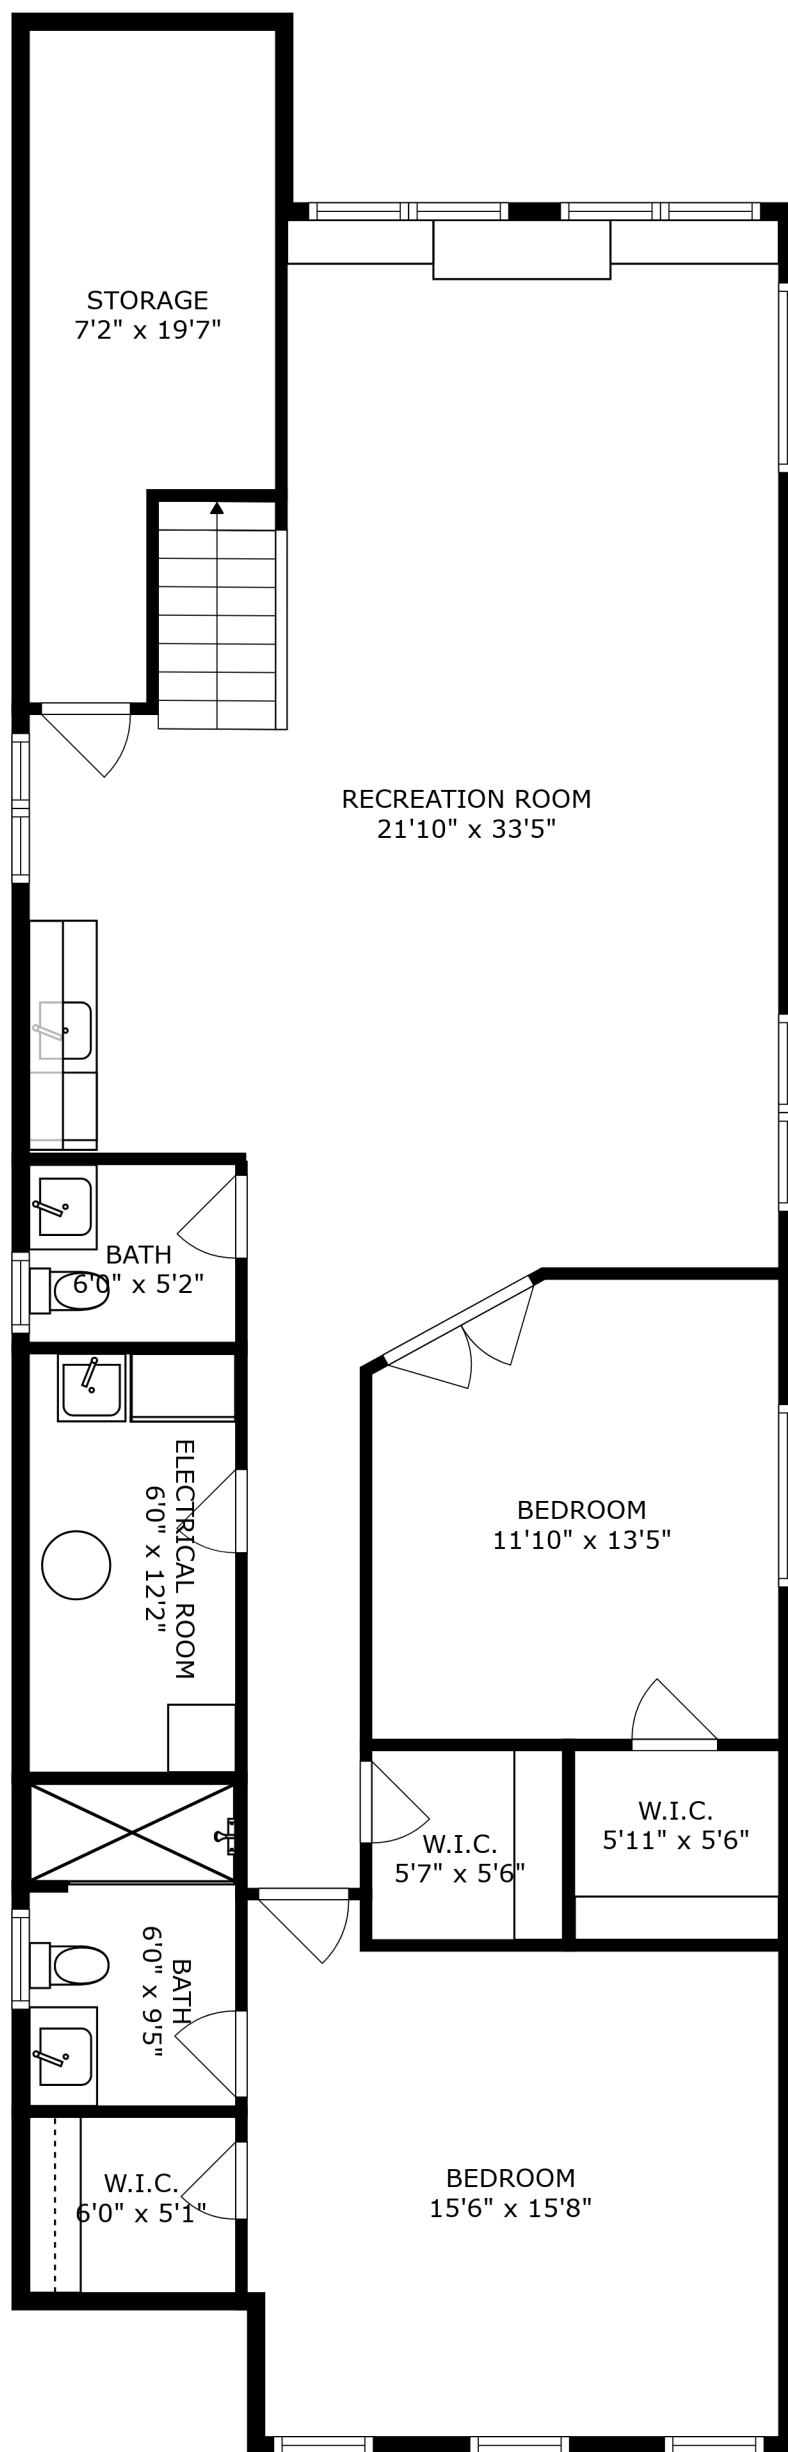 STORAGE
7'2" x 19'7"
RECREATION ROOM
21'10" x 33'5"
BATH
6'0" x 5'2"
ELECTRICAL ROOM
6'0" x 12'2"
BEDROOM
11'10" x 13'5"
W.I.C.
5'11" x 5'6"
W.I.C.
5'7" x 5'6"
BATH
6'0" x 9'5"
W.I.C.
6'0" x 5'1"
BEDROOM
15'6" x 15'8"